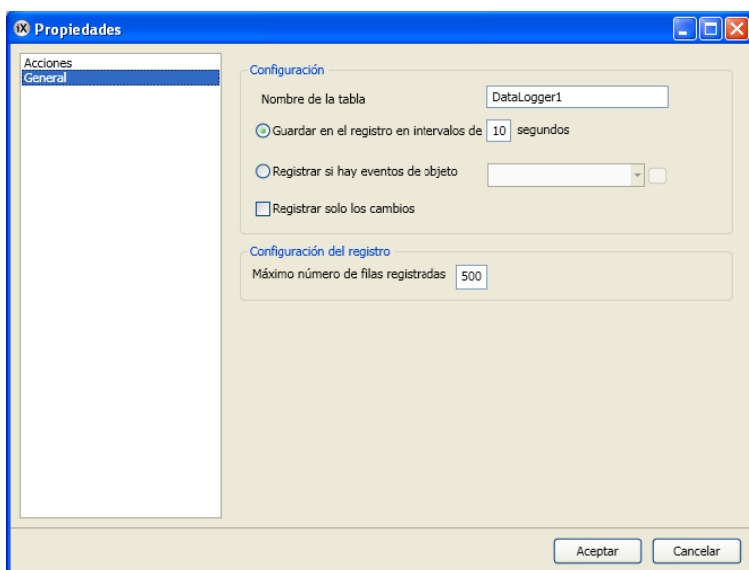 iX Propiedades
Acciones
General
Configuración
Nombre de la tabla DataLogger1
Guardar en el registro en intervalos de 10 segundos
Registrar si hay eventos de objeto
Registrar solo los cambios
Configuración del registro
Máximo número de filas registradas 500
Aceptar Cancelar